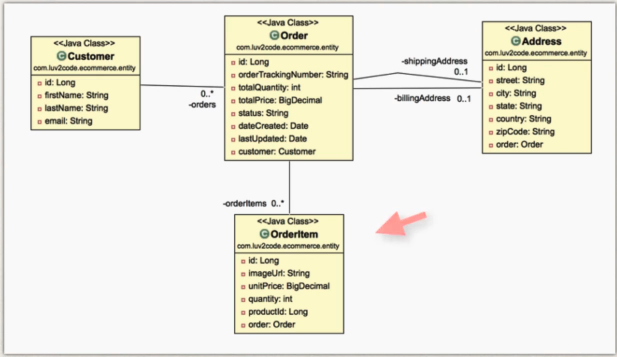 <<Java Class>>
Customer
com.luv2code.ecommerce.entity
id: Long
firstName: String
lastName: String
email: String
0..*
-orders
<<Java Class>>
Order
com.luv2code.ecommerce.entity
id: Long
orderTrackingNumber: String
totalQuantity: int
totalPrice: BigDecimal
status: String
dateCreated: Date
lastUpdated: Date
customer: Customer
-shippingAddress
0..1
-billingAddress 0..1
<<Java Class>>
Address
com.luv2code.ecommerce.entity
id: Long
street: String
city: String
state: String
country: String
zipCode: String
order: Order
-orderItems 0..*
<<Java Class>>
OrderItem
com.luv2code.ecommerce.entity
id: Long
imageUrl: String
unitPrice: BigDecimal
quantity: int
productId: Long
order: Order